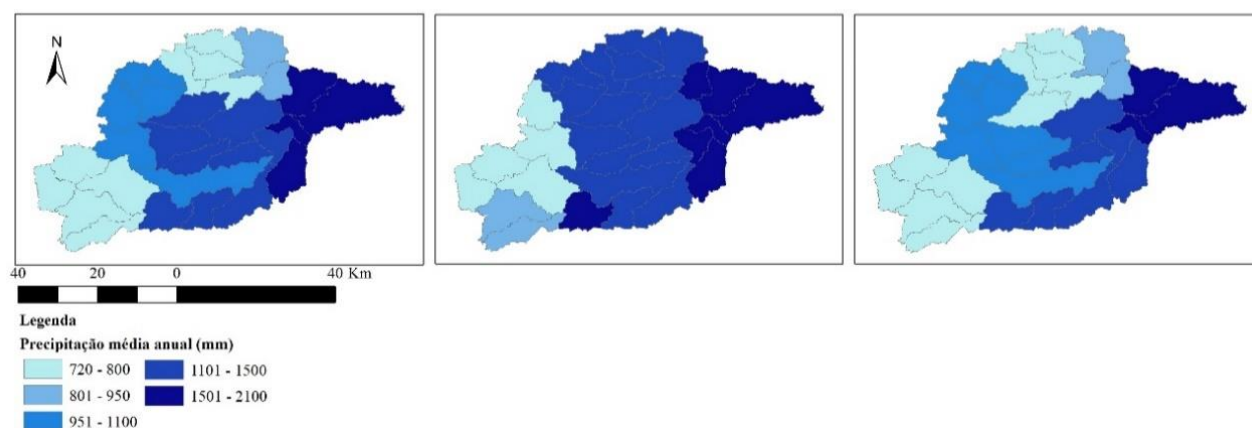 N
40 20 0 40 Km
Legenda
Precipitação média anual (mm)
720 - 800 1101 - 1500
801 - 950 1501 - 2100
951 - 1100